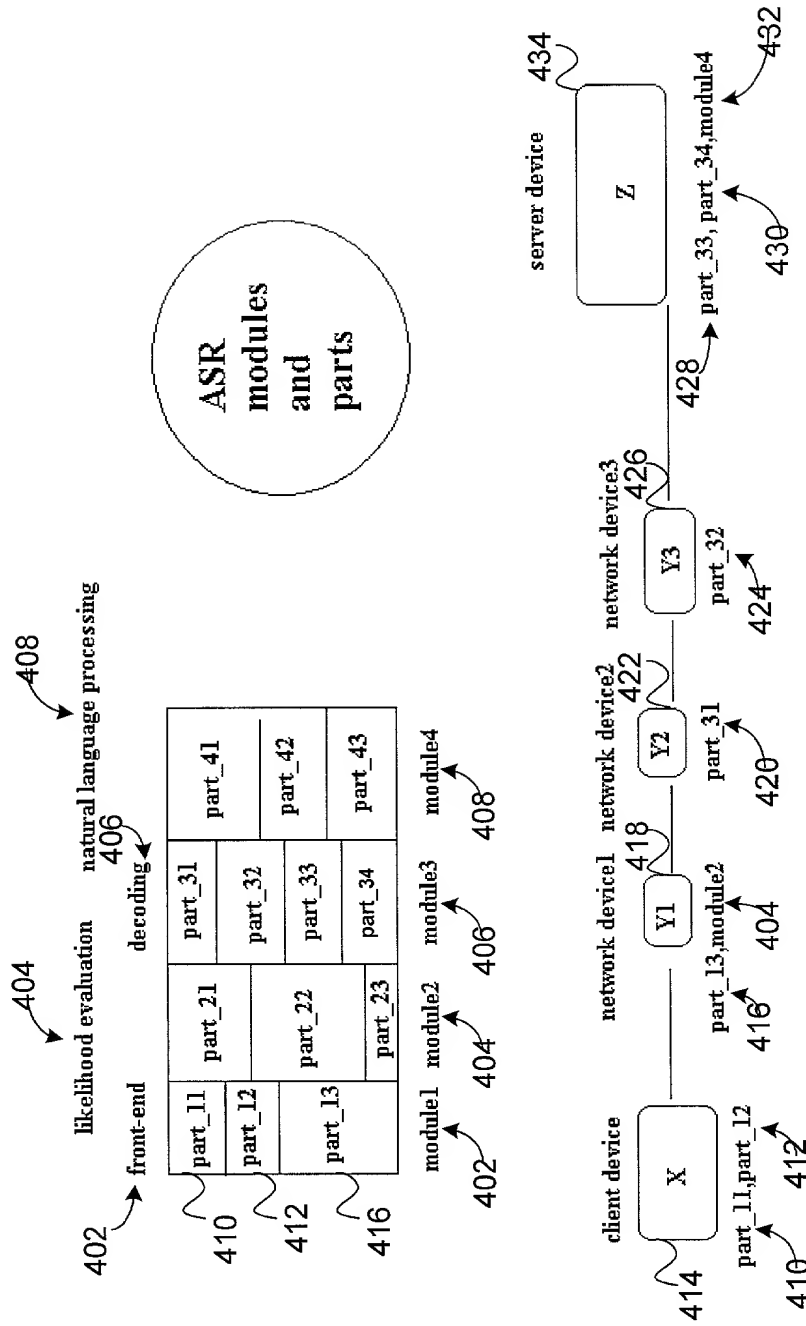 408
404
natural language processing
406
likelihood evaluation
decoding
402
front-end
part_11
part_12
part_13
part_21
part_22
part_23
part_31
part_32
part_33
part_34
part_41
part_42
part_43
410
412
416
module1
module2
module3
module4
402
404
406
408
ASR
modules
and
parts
client device
network device1
network device2
network device3
server device
414
418
422
426
434
X
Y1
Y2
Y3
Z
part_11,part_12
part_13,module2
part_31
part_32
part_33, part_34,module4
410
412
416
404
420
424
428
430
432